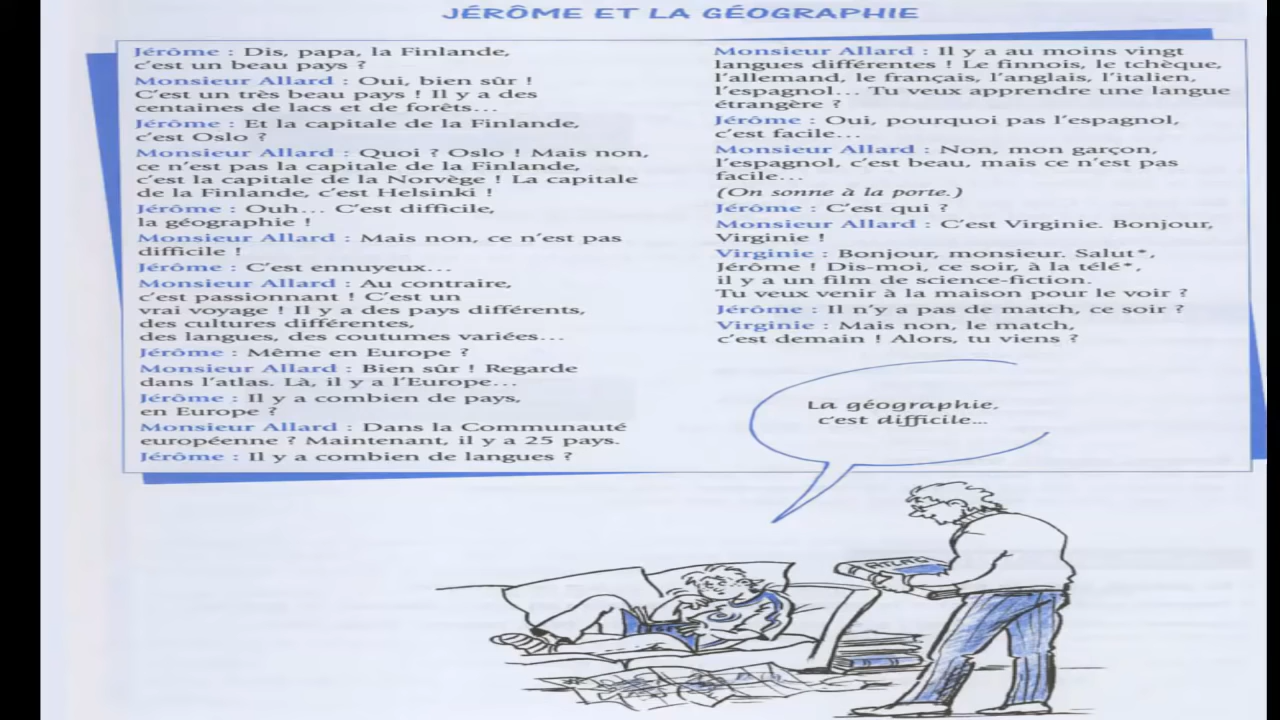 JÉRÔME ET LA GÉOGRAPHIE
Jérôme : Dis, papa, la Finlande,
c'est un beau pays ?
Monsieur Allard : Oui, bien sûr !
C'est un très beau pays ! Il y a des
centaines de lacs et de forêts...
Jérôme : Et la capitale de la Finlande,
c'est Oslo ?
Monsieur Allard : Quoi ? Oslo ! Mais non,
ce n'est pas la capitale de la Finlande,
c'est la capitale de la Norvège ! La capitale
de la Finlande, c'est Helsinki !
Jérôme : Ouh... C'est difficile,
la géographie !
Monsieur Allard : Mais non, ce n'est pas
difficile !
Jérôme : C'est ennuyeux...
Monsieur Allard : Au contraire,
c'est passionnant ! C'est un
vrai voyage ! Il y a des pays différents,
des cultures différentes,
des langues, des coutumes variées...
Jérôme : Même en Europe ?
Monsieur Allard : Bien sûr ! Regarde
dans l'atlas. Là, il y a l'Europe...
Jérôme : Il y a combien de pays,
en Europe ?
Monsieur Allard : Dans la Communauté
européenne ? Maintenant, il y a 25 pays.
Jérôme : Il y a combien de langues ?
Monsieur Allard : Il y a au moins vingt
langues différentes ! Le finnois, le tchèque,
l'allemand, le français, l'anglais, l'italien,
l'espagnol... Tu veux apprendre une langue
étrangère ?
Jérôme : Oui, pourquoi pas l'espagnol,
c'est facile...
Monsieur Allard : Non, mon garçon,
l'espagnol, c'est beau, mais ce n'est pas
facile...
(On sonne à la porte.)
Jérôme : C'est qui ?
Monsieur Allard : C'est Virginie. Bonjour,
Virginie !
Virginie : Bonjour, monsieur. Salut*,
Jérôme ! Dis-moi, ce soir, à la télé*,
il y a un film de science-fiction.
Tu veux venir à la maison pour le voir ?
Jérôme : Il n'y a pas de match, ce soir ?
Virginie : Mais non, le match,
c'est demain ! Alors, tu viens ?
La géographie,
c'est difficile...
ATLAS